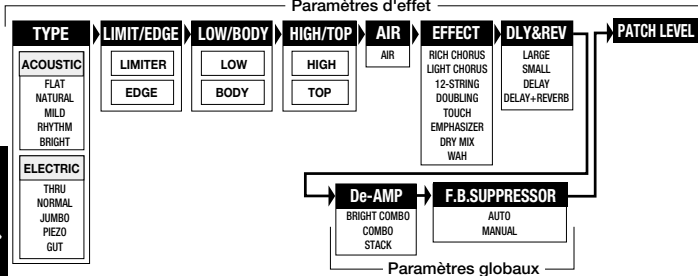 Paramètres d'effet
TYPE
LIMIT/EDGE
LOW/BODY
HIGH/TOP
AIR
EFFECT
DLY&REV
PATCH LEVEL
ACOUSTIC
FLAT
NATURAL
MILD
RHYTHM
BRIGHT
ELECTRIC
THRU
NORMAL
JUMBO
PIEZO
GUT
LIMITER
EDGE
LOW
BODY
HIGH
TOP
AIR
RICH CHORUS
LIGHT CHORUS
12-STRING
DOUBLING
TOUCH
EMPHASIZER
DRY MIX
WAH
LARGE
SMALL
DELAY
DELAY+REVERB
De-AMP
BRIGHT COMBO
COMBO
STACK
F.B.SUPPRESSOR
AUTO
MANUAL
Paramètres globaux